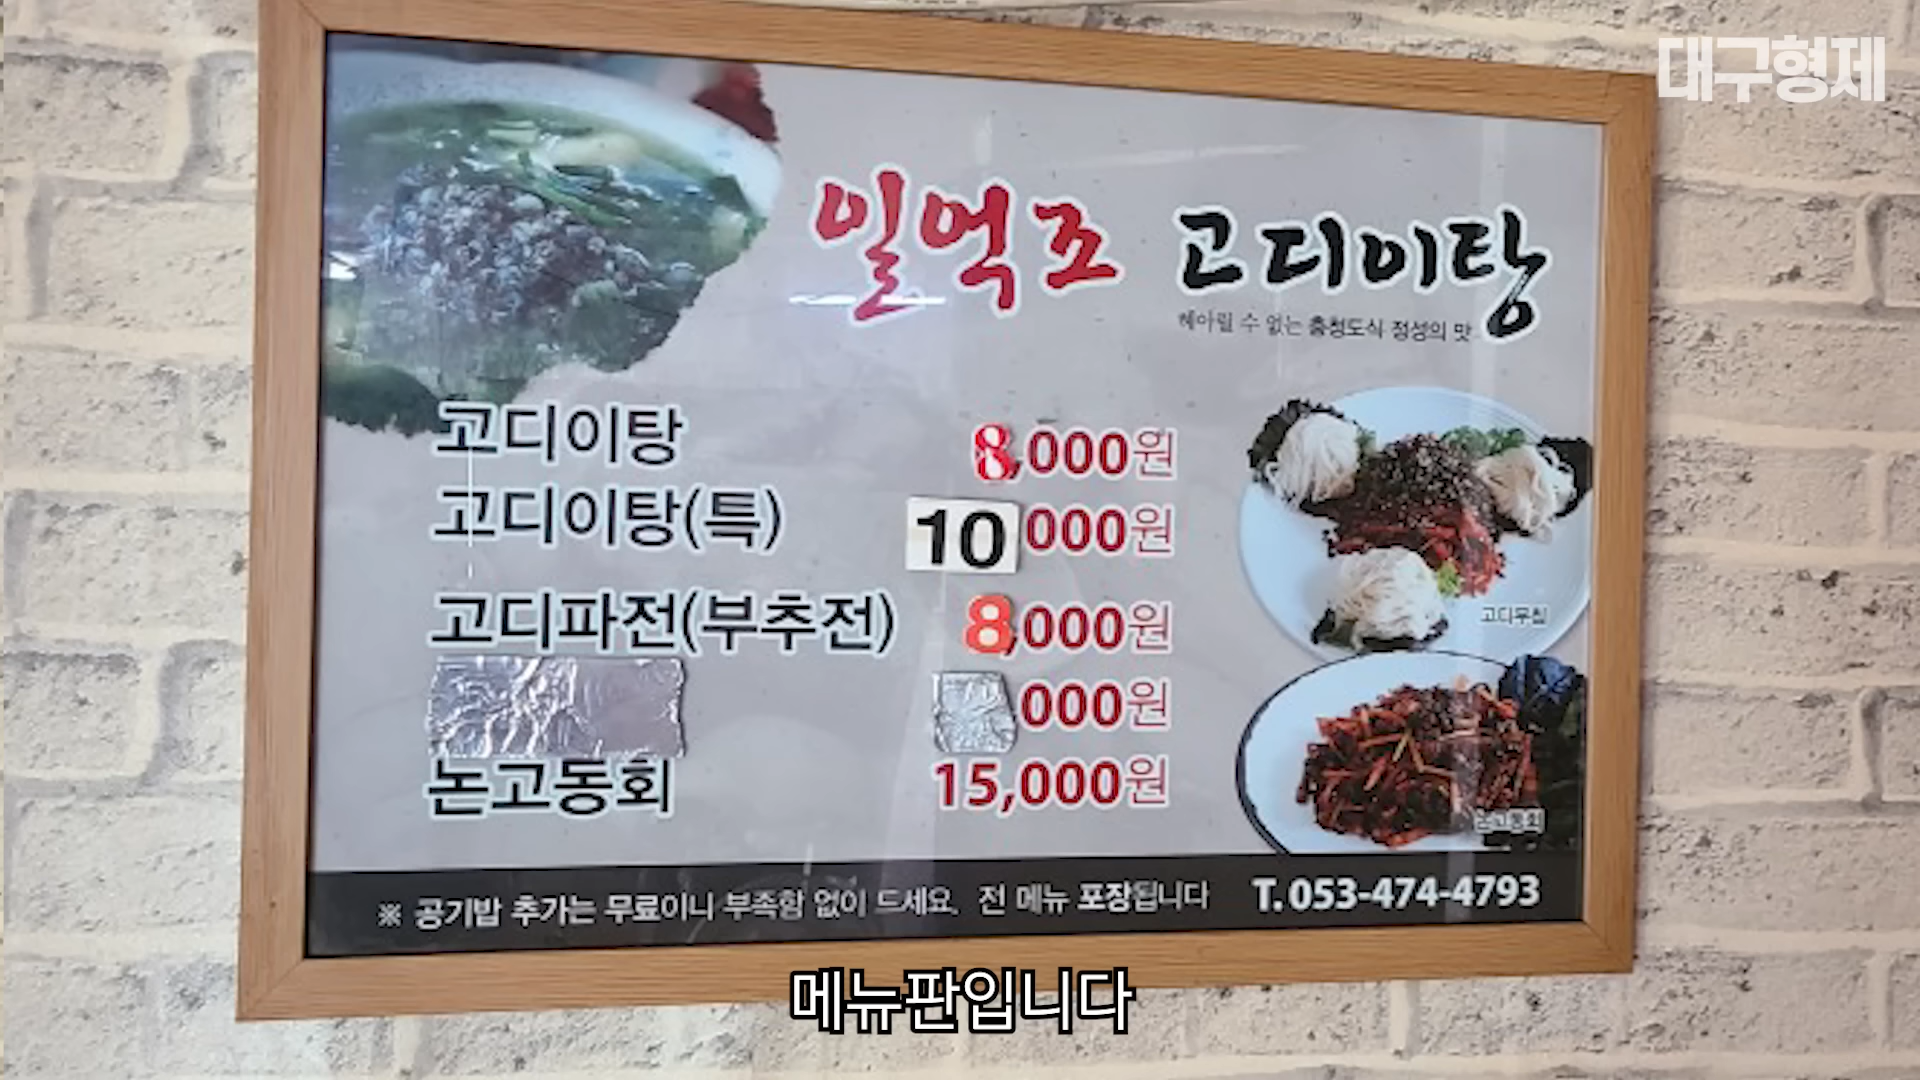 대구형제
일억조 고디이탕
헤아릴 수 없는 충청도식 정성의 맛
고디이탕 8,000원
고디이탕(특) 10 000원
고디파전(부추전) 8,000원
000원
논고동회 15,000원
고디무침
논고동회
※ 공기밥 추가는 무료이니 부족함 없이 드세요. 전 메뉴 포장됩니다 T. 053-474-4793
메뉴판입니다